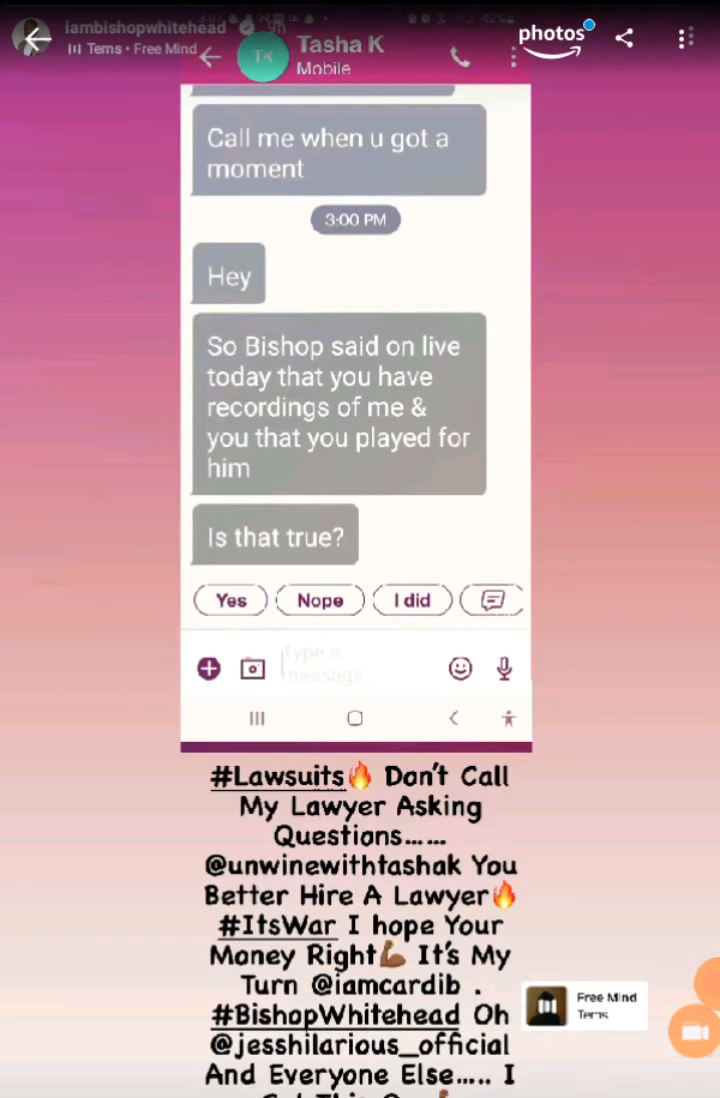 iambishopwhitehead 9h
Tems • Free Mind
photos
TK
Tasha K
Mobile
Call me when u got a
moment
3:00 PM
Hey
So Bishop said on live
today that you have
recordings of me &
you that you played for
him
Is that true?
Yes
Nope
I did
Type a
message...
#Lawsuits🔥 Don't Call
My Lawyer Asking
Questions......
@unwinewithtashak You
Better Hire A Lawyer🔥
#ItsWar I hope Your
Money Right💪🏾 It's My
Turn @iamcardib .
#BishopWhitehead Oh
@jesshilarious_official
And Everyone Else..... I
Free Mind
Tems